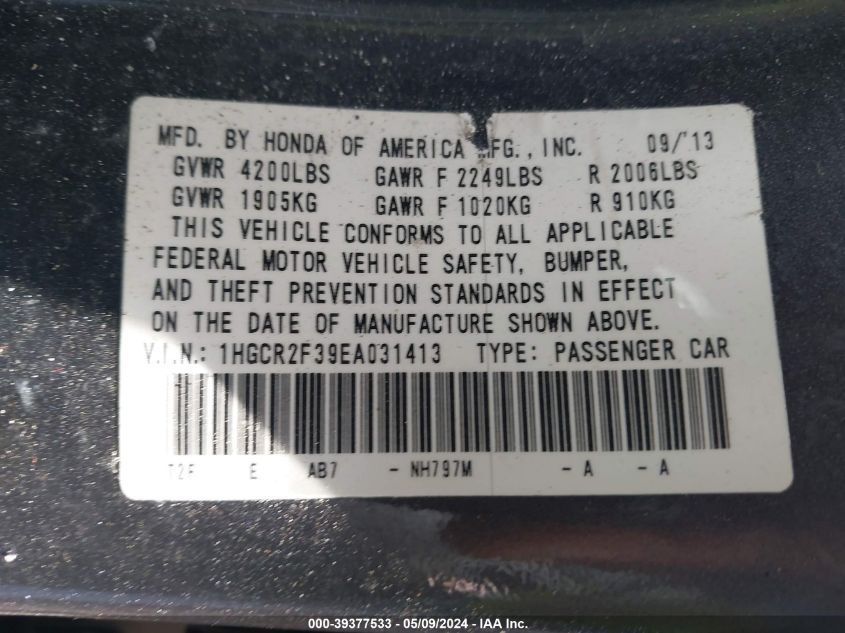 MFD. BY HONDA OF AMERICA MFG., INC. 09/'13
GVWR 4200LBS GAWR F 2249LBS R 2006LBS
GVWR 1905KG GAWR F 1020KG R 910KG
THIS VEHICLE CONFORMS TO ALL APPLICABLE
FEDERAL MOTOR VEHICLE SAFETY, BUMPER,
AND THEFT PREVENTION STANDARDS IN EFFECT
ON THE DATE OF MANUFACTURE SHOWN ABOVE.
V.I.N.: 1HGCR2F39EA031413 TYPE: PASSENGER CAR
T2F E AB7 - NH797M - A - A
000-39377533 - 05/09/2024 - IAA Inc.